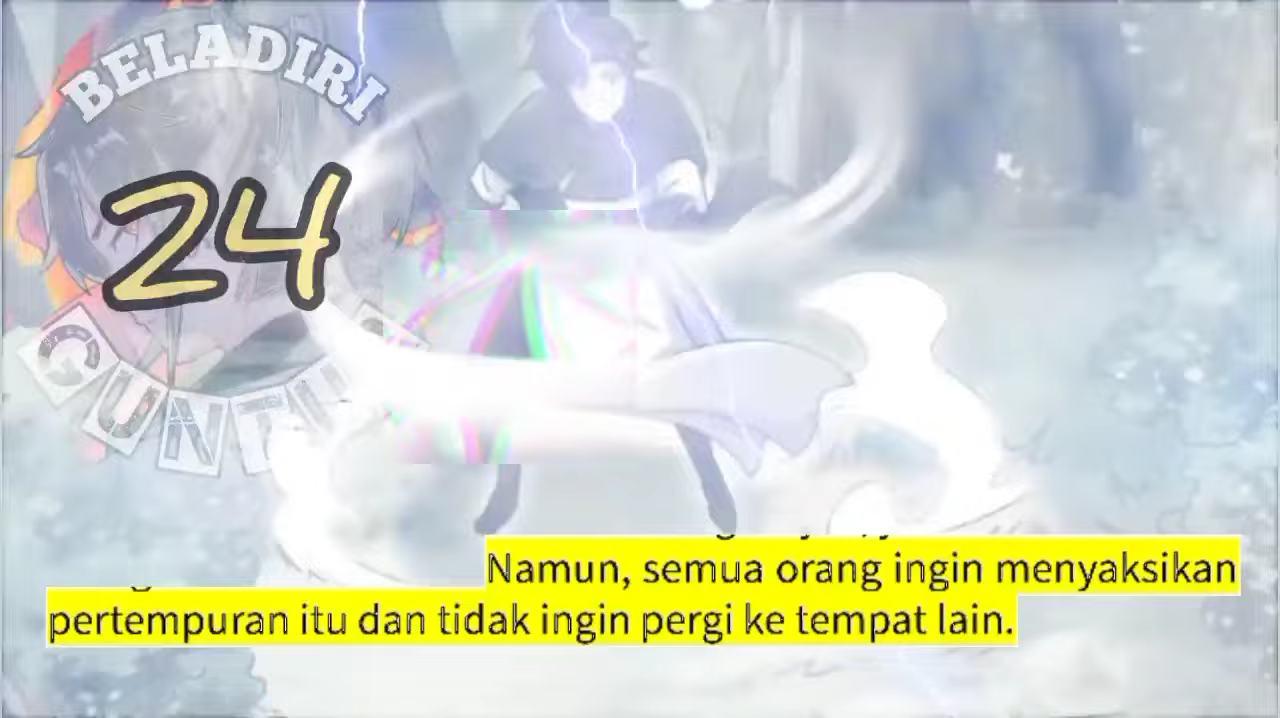 BELADIRI
24
Namun, semua orang ingin menyaksikan
pertempuran itu dan tidak ingin pergi ke tempat lain.